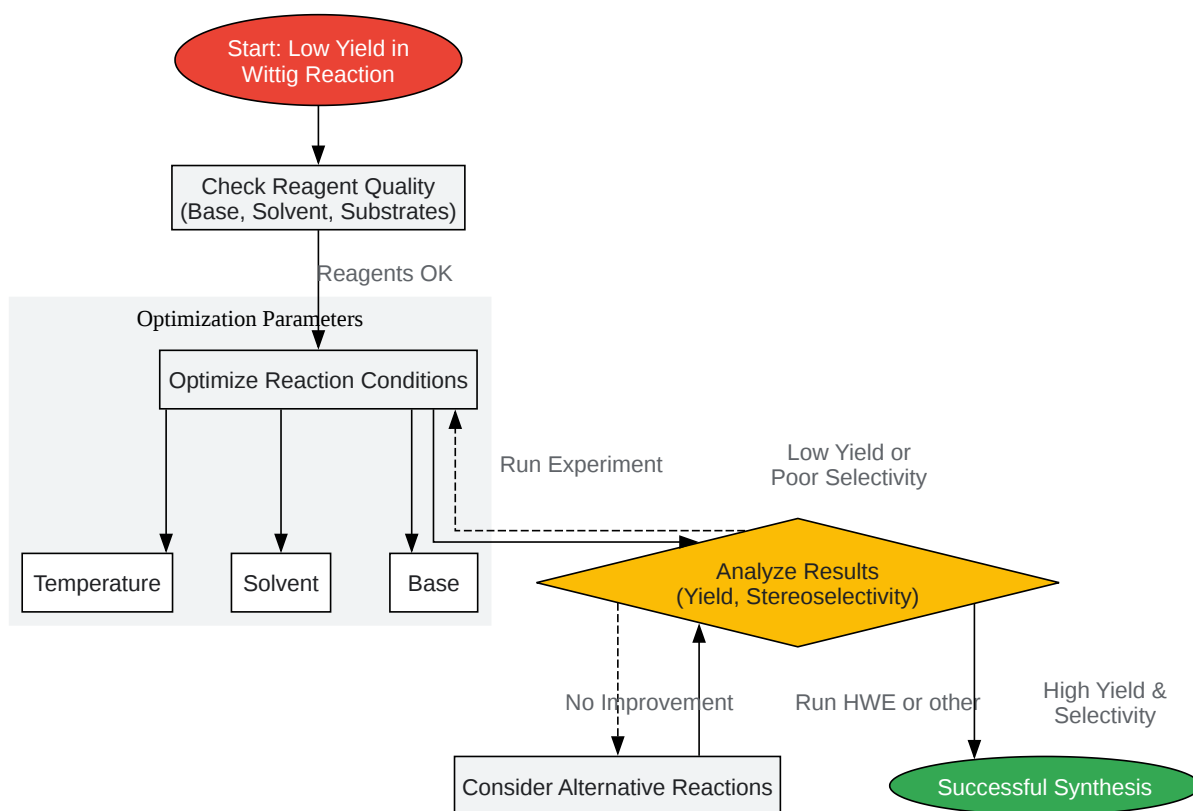 Start: Low Yield in
Wittig Reaction
Check Reagent Quality
(Base, Solvent, Substrates)
Reagents OK
Optimization Parameters
Optimize Reaction Conditions
Run Experiment
Low Yield or
Poor Selectivity
Temperature
Solvent
Base
Analyze Results
(Yield, Stereoselectivity)
No Improvement
Run HWE or other
High Yield &
Selectivity
Consider Alternative Reactions
Successful Synthesis